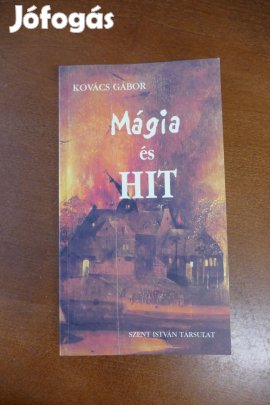 Jófogás
KOVÁCS GÁBOR
Mágia
és
HIT
SZENT ISTVÁN TÁRSULAT